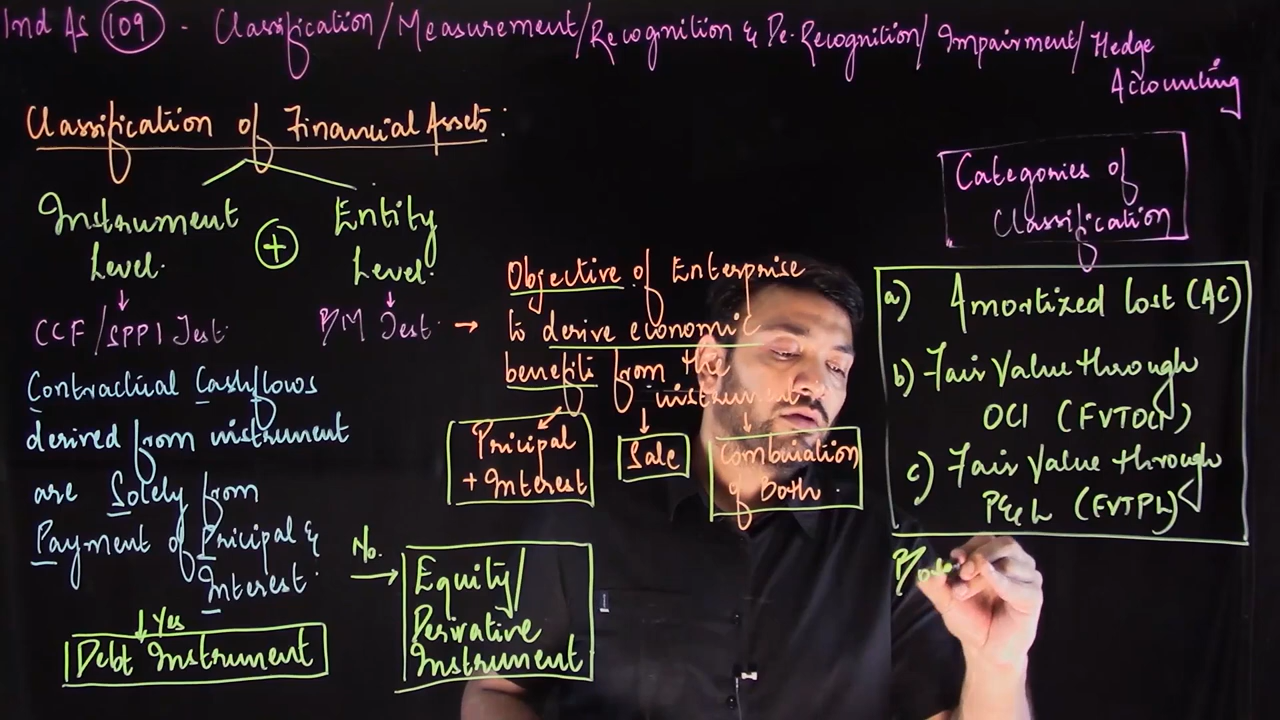 Ind AS 109 - Classification/Measurement/Recognition & De-Recognition/Impairment/Hedge
Accounting
Classification of Financial Assets:
Instrument
Level.
+
Entity
Level.
CCF/SPPI Test.
B/M Test. →
Contractual Cashflows
derived from instrument
are Solely from
Payment of Pricipal &
Interest.
Yes
Debt Instrument
No.
Equity/
Derivative
Instrument
Objective of Enterprise
to derive economic
benefits from the
instrument
Pricipal
+ Interest
Sale
Combination
of Both.
Categories of
Classification
a) Amortized Cost (AC)
b) Fair Value through
OCI (FVTOCI)
c) Fair Value through
P&L (FVTPL)